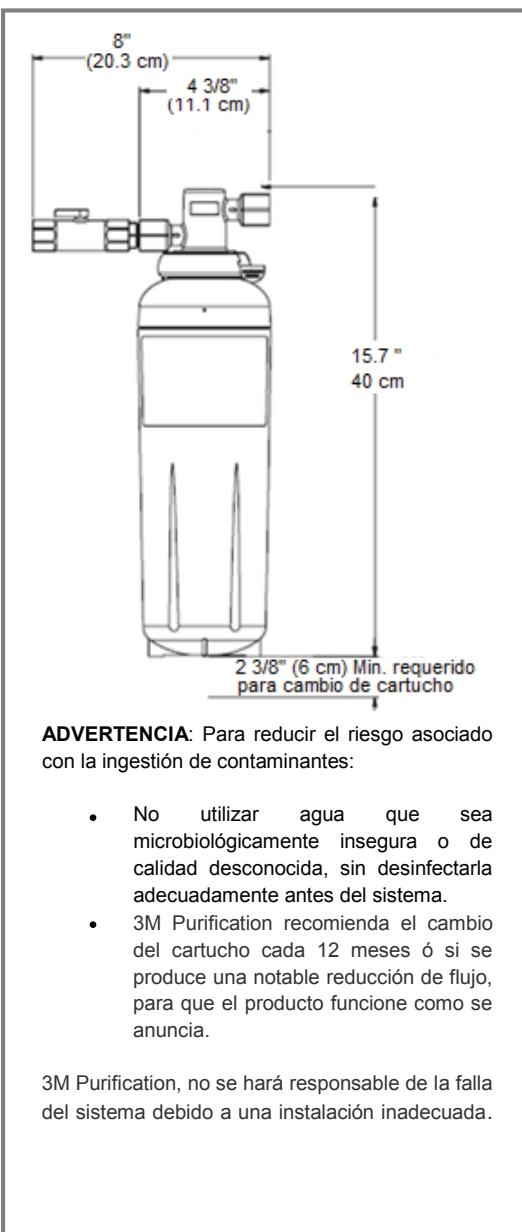 8"
(20.3 cm)
4 3/8"
(11.1 cm)
15.7 "
40 cm
2 3/8" (6 cm) Min. requerido
para cambio de cartucho
ADVERTENCIA: Para reducir el riesgo asociado
con la ingestión de contaminantes:
• No utilizar agua que sea
microbiológicamente insegura o de
calidad desconocida, sin desinfectarla
adecuadamente antes del sistema.
• 3M Purification recomienda el cambio
del cartucho cada 12 meses ó si se
produce una notable reducción de flujo,
para que el producto funcione como se
anuncia.
3M Purification, no se hará responsable de la falla
del sistema debido a una instalación inadecuada.